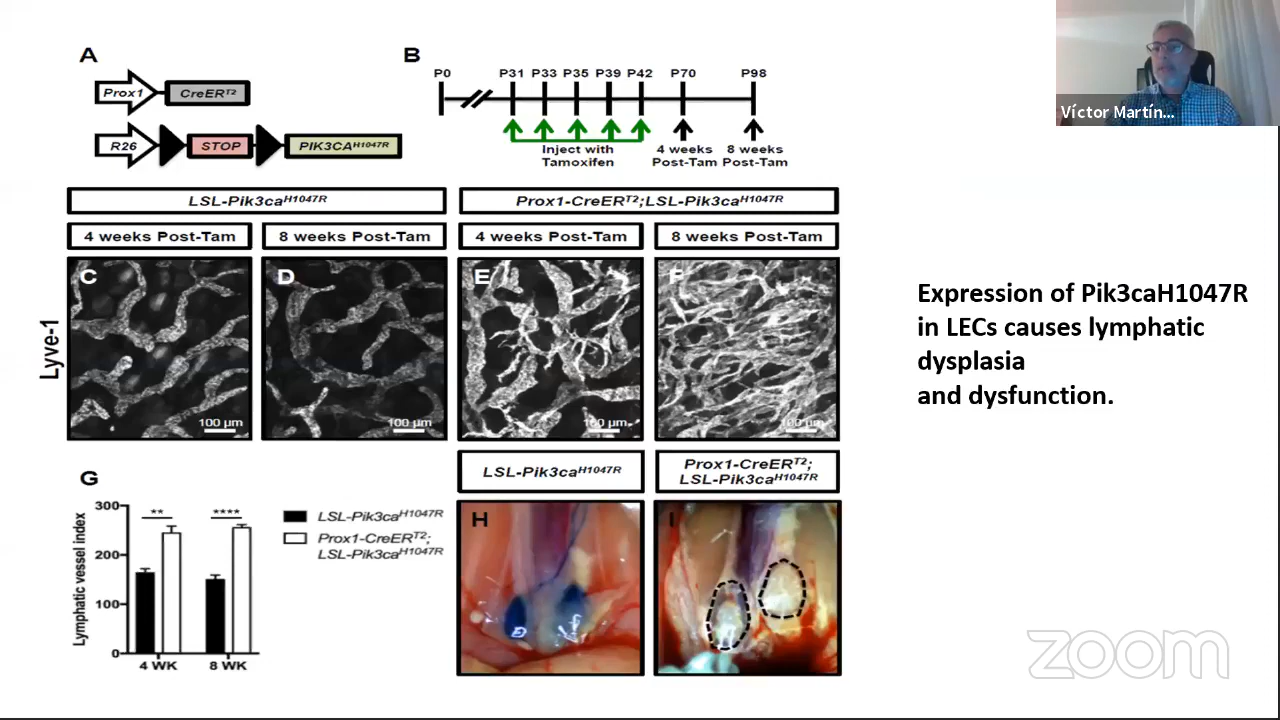 Víctor Martín...
A
B
Prox1
CreER^T2
R26
STOP
PIK3CA^H1047R
P0
P31
P33
P35
P39
P42
P70
P98
Inject with
Tamoxifen
4 weeks
Post-Tam
8 weeks
Post-Tam
LSL-Pik3ca^H1047R
Prox1-CreER^T2;LSL-Pik3ca^H1047R
4 weeks Post-Tam
8 weeks Post-Tam
4 weeks Post-Tam
8 weeks Post-Tam
Lyve-1
C
D
E
F
100 µm
100 µm
100 µm
100 µm
Expression of Pik3caH1047R
in LECs causes lymphatic
dysplasia
and dysfunction.
G
Lymphatic vessel index
300
200
100
0
**
****
4 WK
8 WK
LSL-Pik3ca^H1047R
Prox1-CreER^T2;
LSL-Pik3ca^H1047R
LSL-Pik3ca^H1047R
Prox1-CreER^T2;
LSL-Pik3ca^H1047R
H
I
zoom